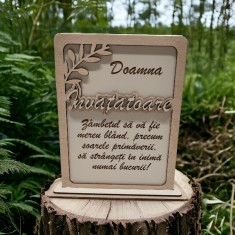 Doamna
învățătoare
Zâmbetul să vă fie
mereu blând, precum
soarele primăverii,
să strângeți în inimă
numai bucurii!